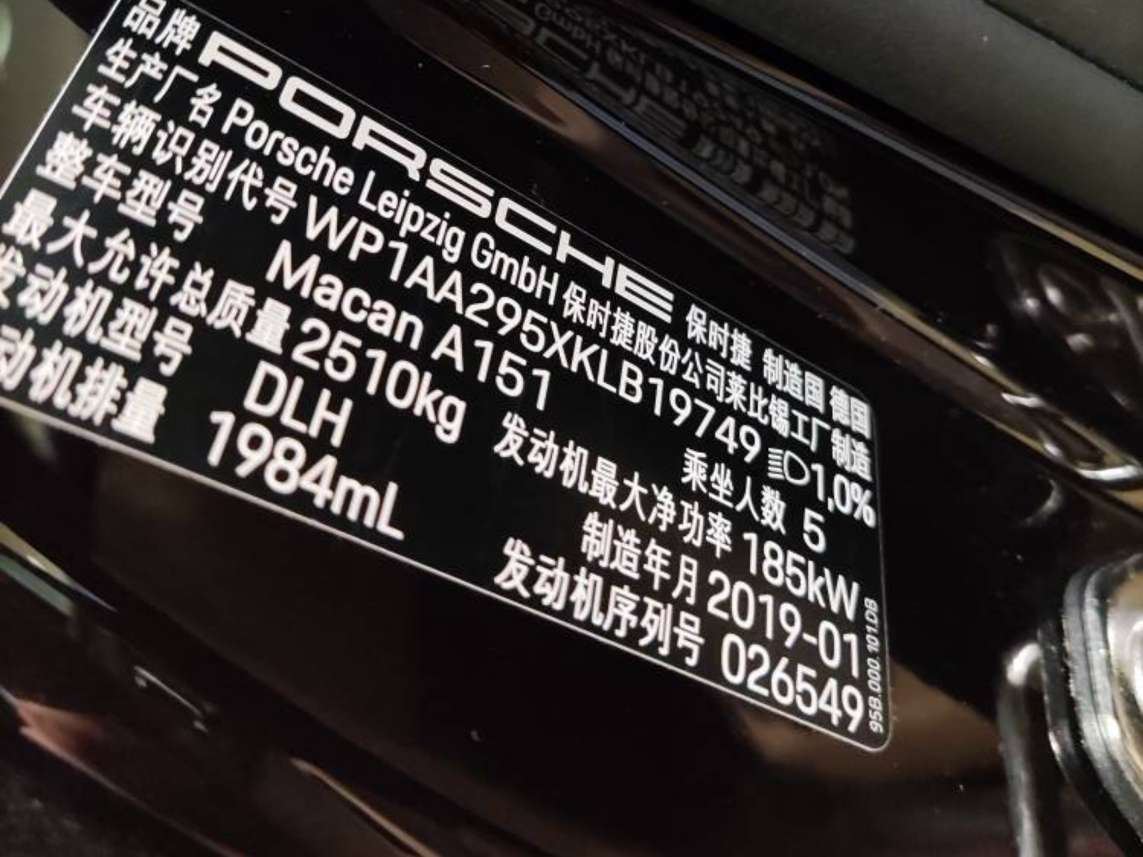 品牌 PORSCHE 保时捷 制造国 德国
生产厂名 Porsche Leipzig GmbH 保时捷股份公司莱比锡工厂制造
车辆识别代号 WP1AA295XKLB19749 1,0%
整车型号 Macan A151 乘坐人数 5
最大允许总质量 2510kg 发动机最大净功率 185kW
发动机型号 DLH 制造年月 2019-01
动机排量 1984mL 发动机序列号 026549
95B.000.101.DB